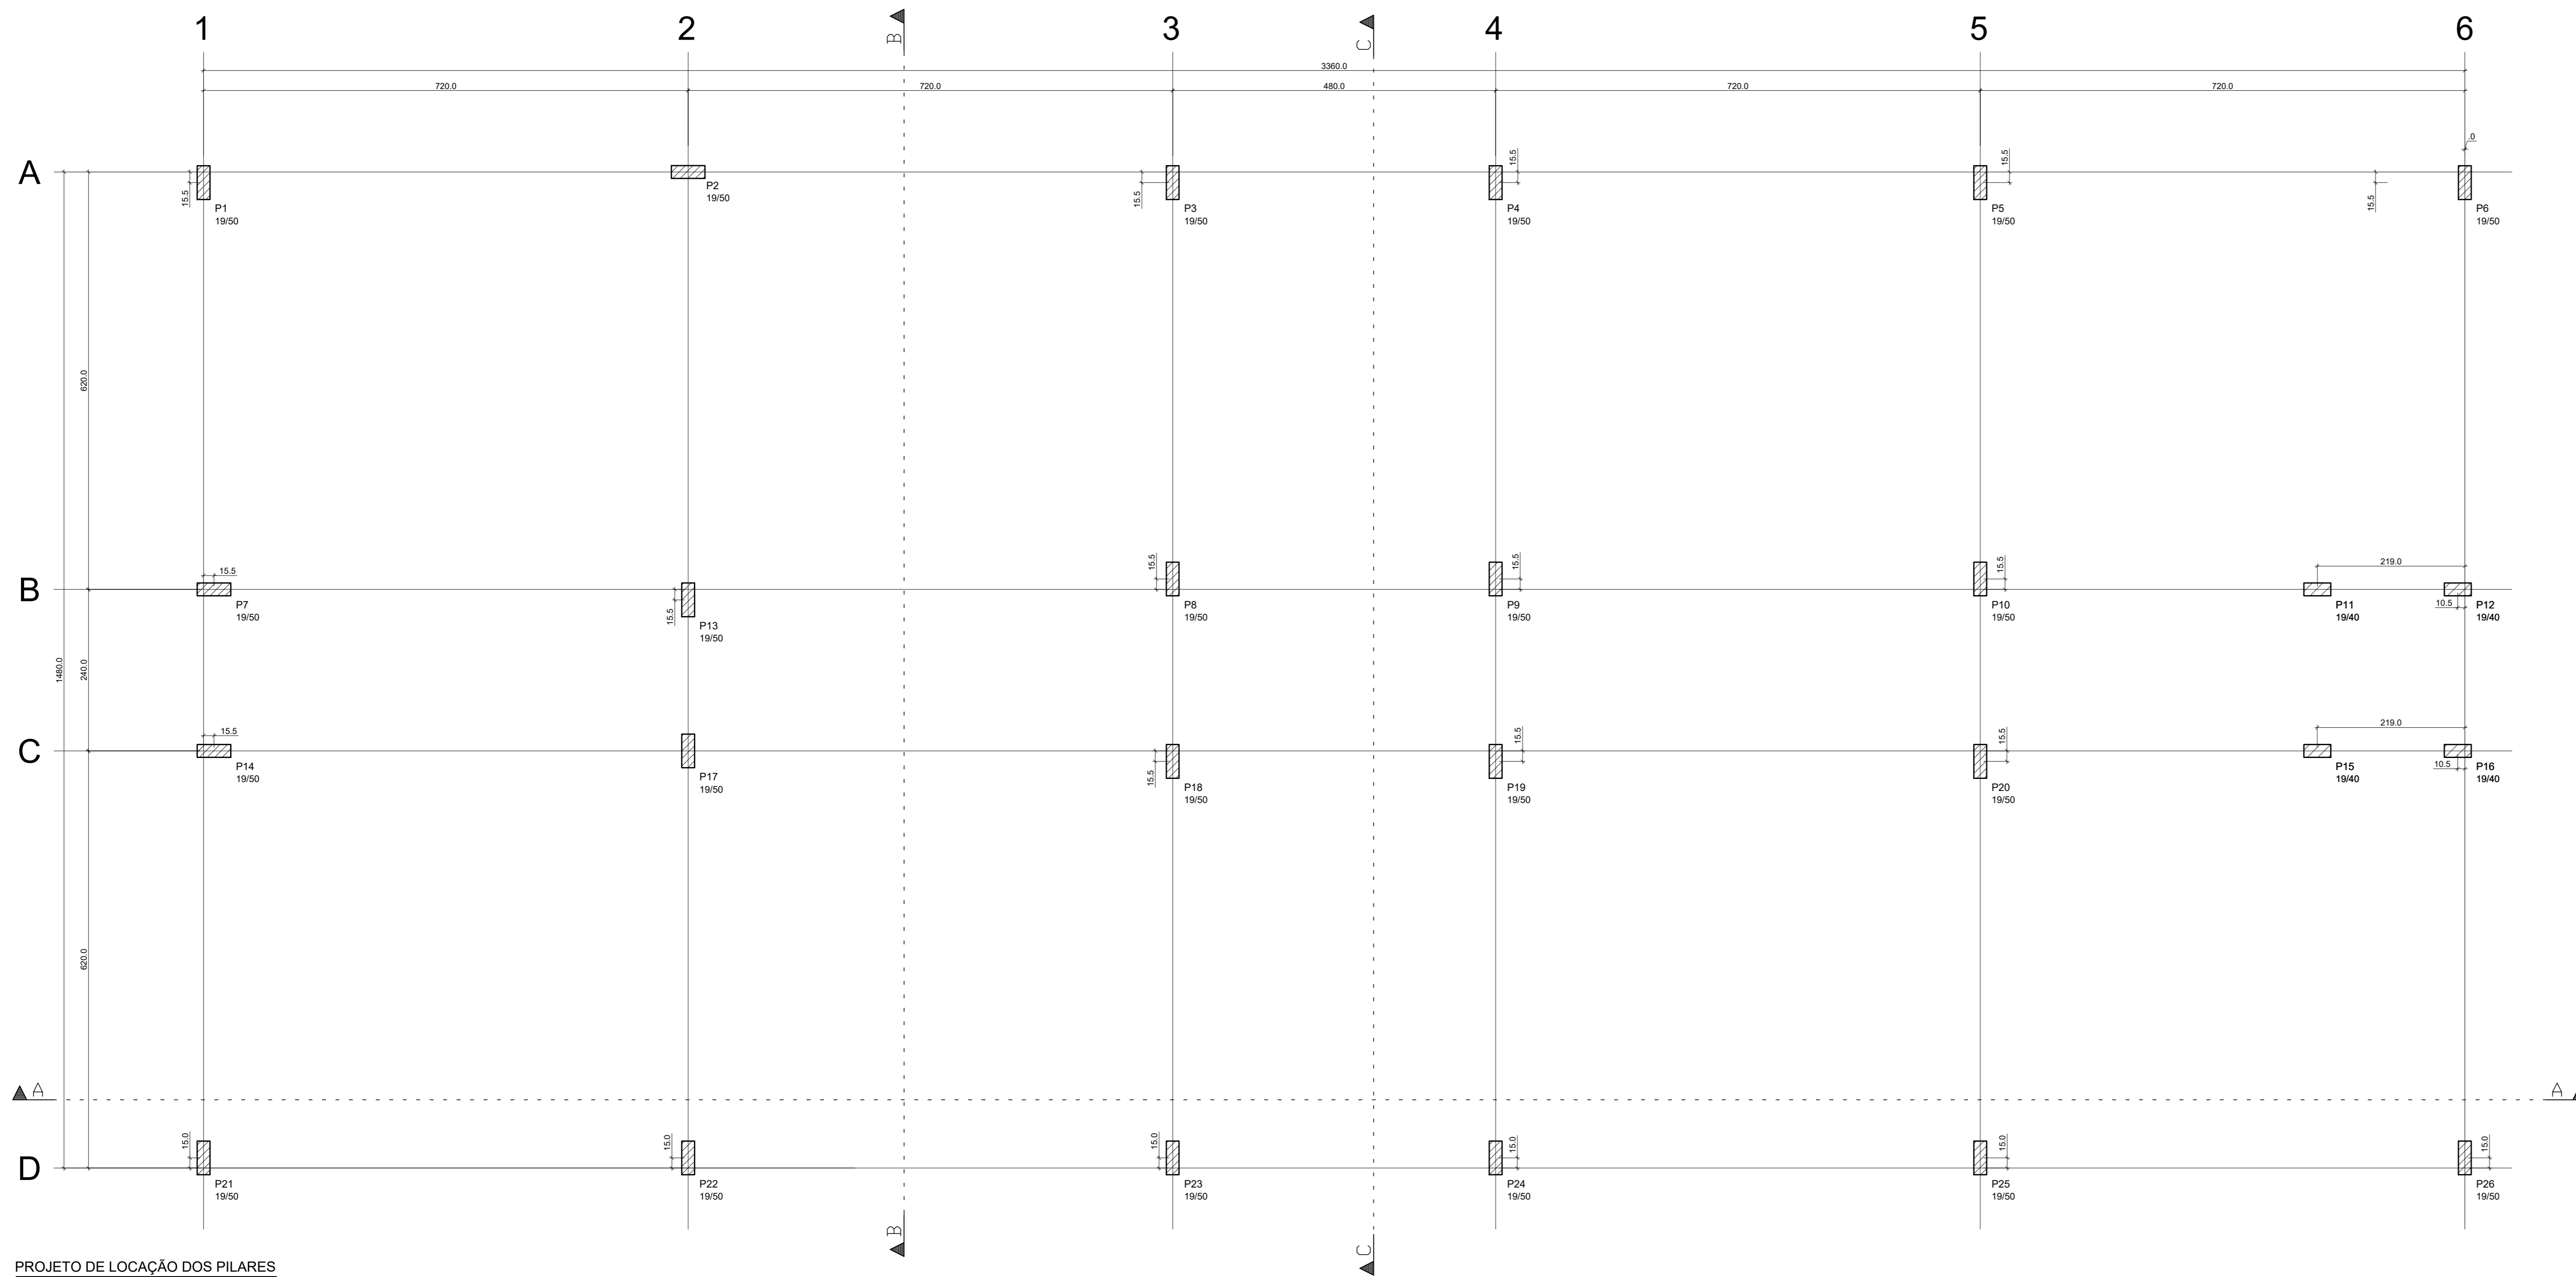 1
2
B
3
C
4
5
6
3360.0
720.0
720.0
480.0
720.0
720.0
.0
A
15.5
P1
19/50
P2
19/50
15.5
P3
19/50
15.5
P4
19/50
15.5
P5
19/50
15.5
P6
19/50
620.0
B
15.5
P7
19/50
15.5
P13
19/50
15.5
P8
19/50
15.5
P9
19/50
15.5
P10
19/50
219.0
P11
19/40
10.5
P12
19/40
1480.0
240.0
C
15.5
P14
19/50
P17
19/50
15.5
P18
19/50
15.5
P19
19/50
15.5
P20
19/50
219.0
P15
19/40
10.5
P16
19/40
620.0
A
A
D
15.0
P21
19/50
15.0
P22
19/50
15.0
P23
19/50
15.0
P24
19/50
15.0
P25
19/50
15.0
P26
19/50
B
C
PROJETO DE LOCAÇÃO DOS PILARES